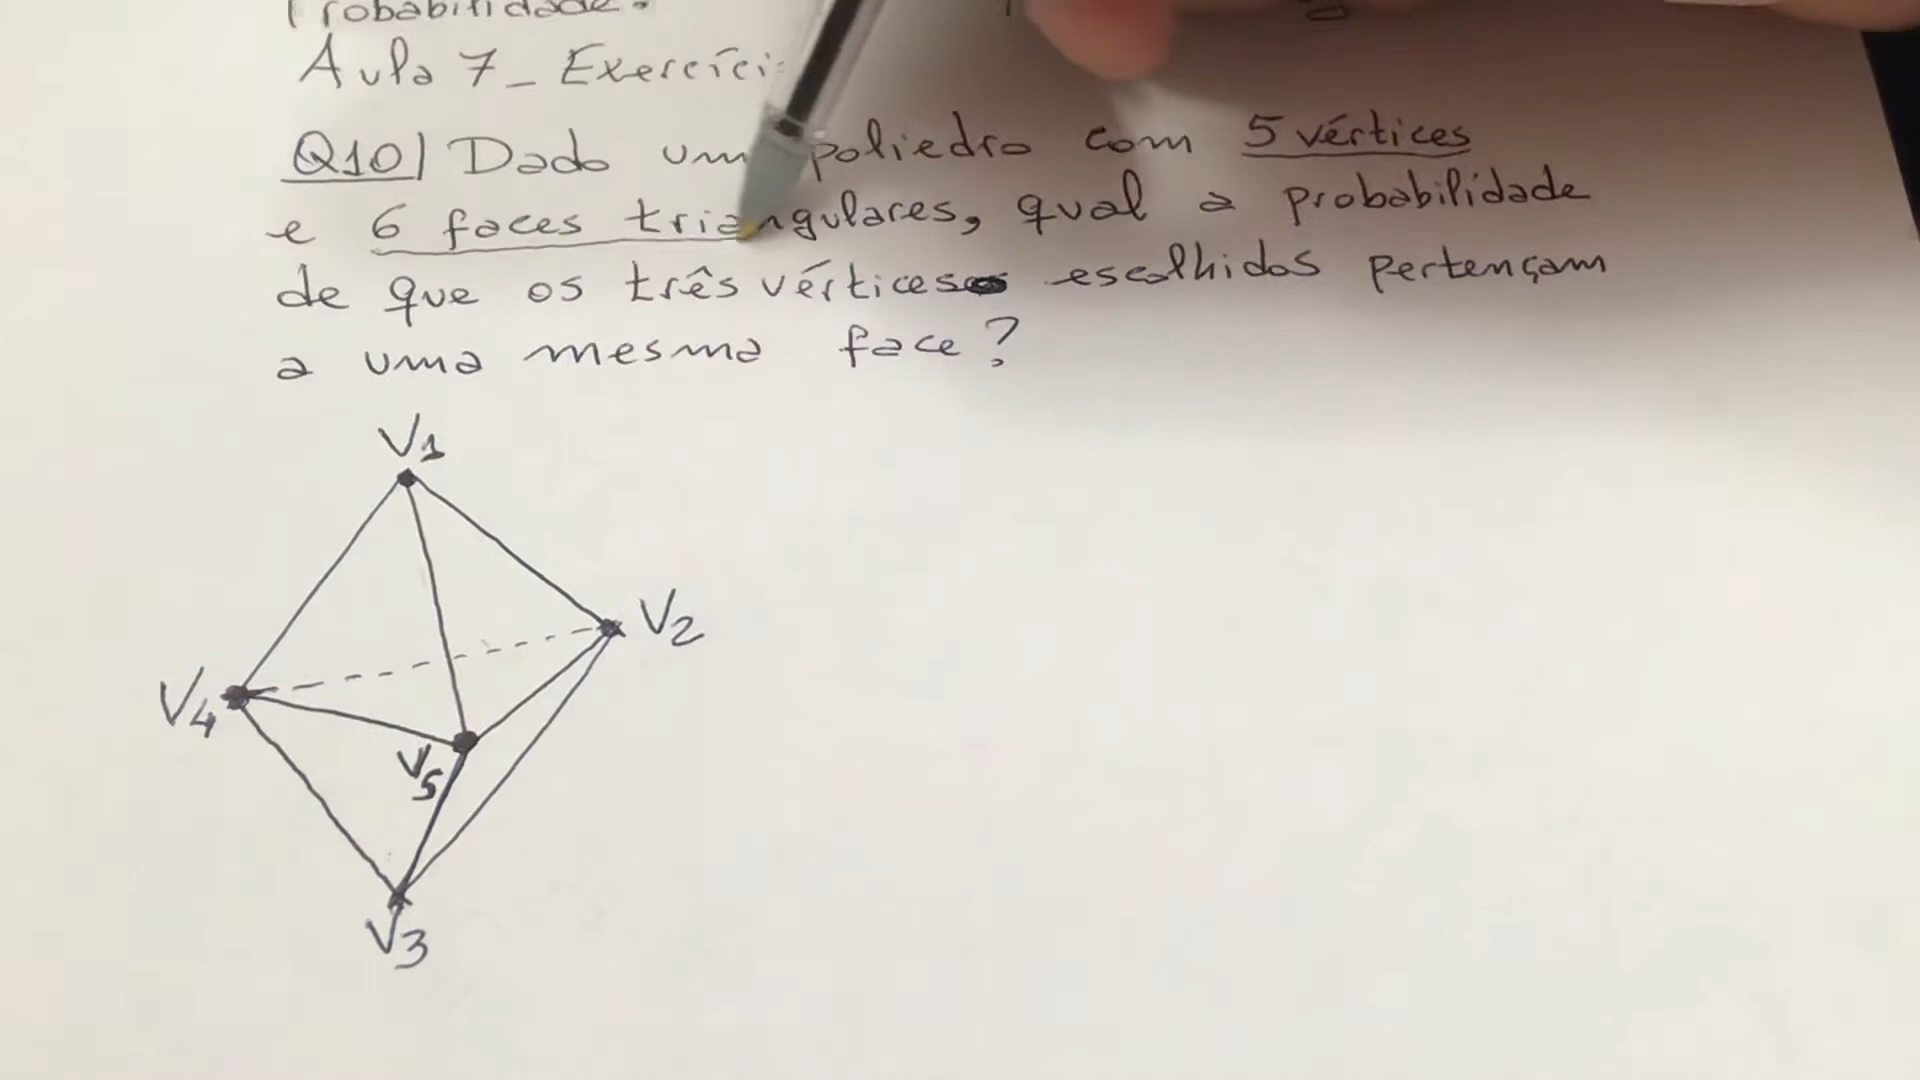 Probabilidade.
Aula 7_ Exercíci
Q10| Dado um poliedro com 5 vértices
e 6 faces triangulares, qual a probabilidade
de que os três vértices escolhidos pertençam
a uma mesma face?
V1
V2
V4
V5
V3